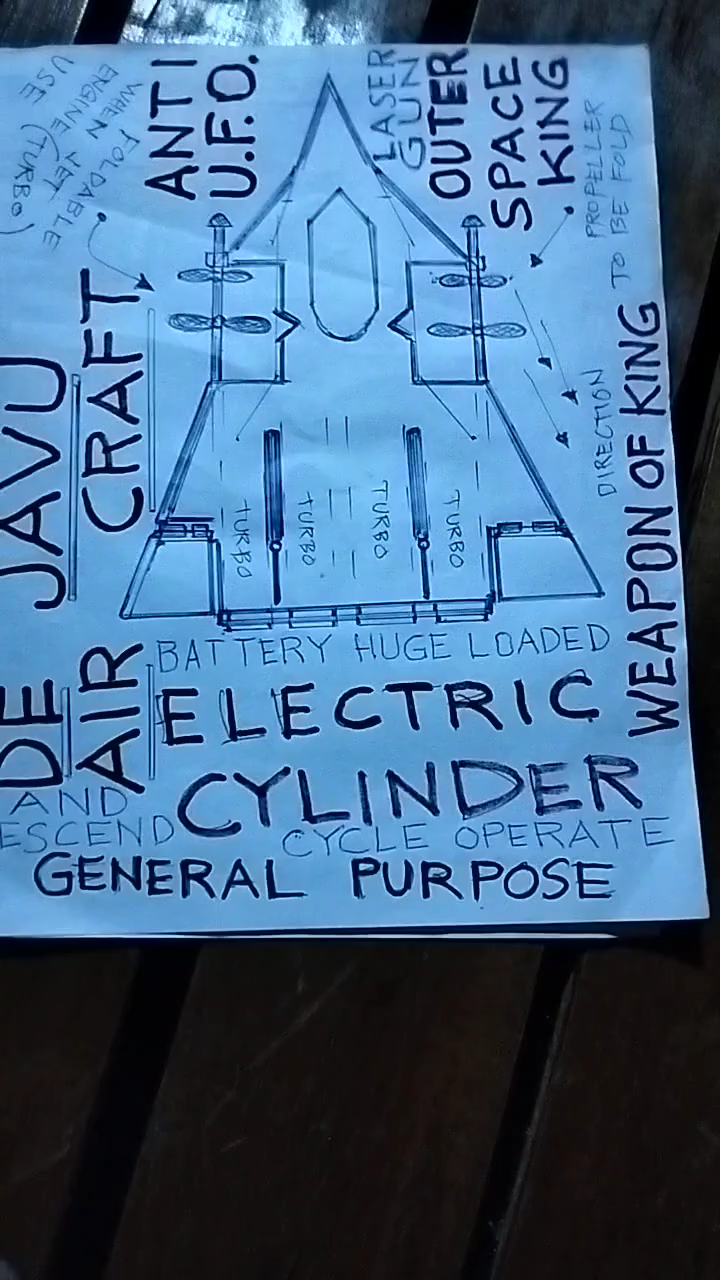 ANTI
U.F.O.
LASER
GUN
OUTER
SPACE
KING
WHEN FOLDABLE
ENGINE JET
USE (TURBO)
PROPELLER
TO BE FOLD
DIRECTION
WEAPON OF KING
DE JAVU
AIR CRAFT
TURBO
TURBO
TURBO
TURBO
BATTERY HUGE LOADED
ELECTRIC
CYLINDER
AND
ESCEND CYCLE OPERATE
GENERAL PURPOSE